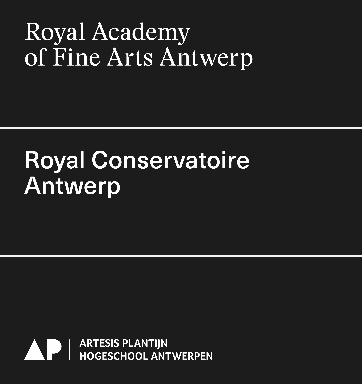 Royal Academy
of Fine Arts Antwerp
Royal Conservatoire
Antwerp
AP
ARTESIS PLANTIJN
HOGESCHOOL ANTWERPEN